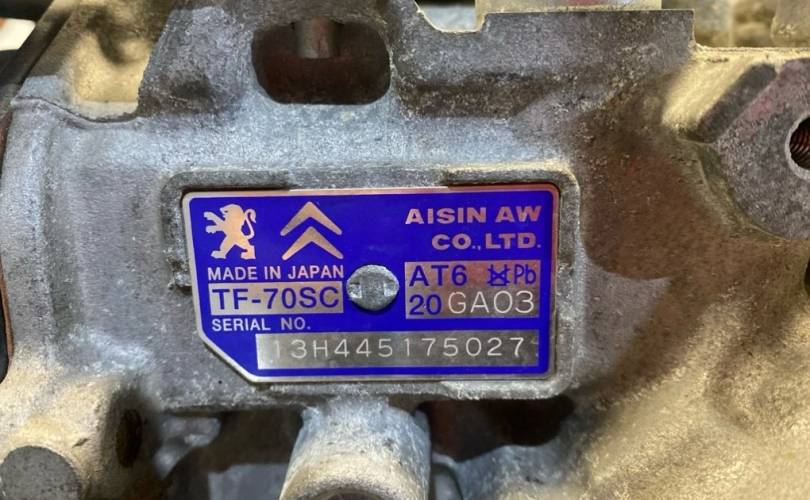 AISIN AW
CO.,LTD.
MADE IN JAPAN
TF-70SC
AT6 Pb
20 GA03
SERIAL NO.
13H445175027